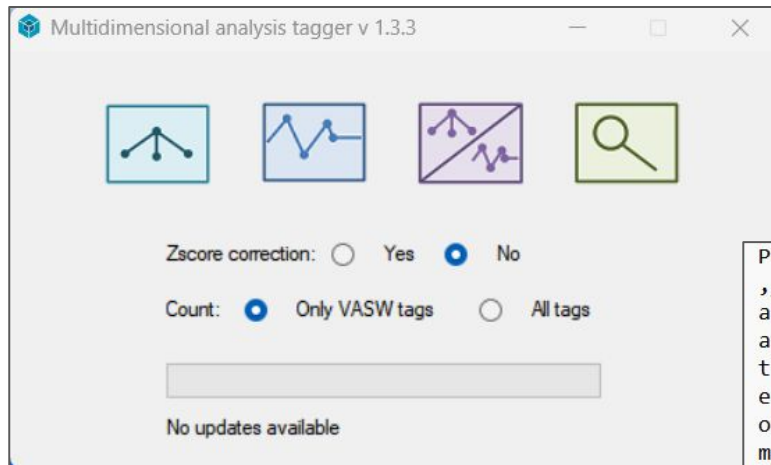 Multidimensional analysis tagger v 1.3.3
Zscore correction: Yes No
Count: Only VASW tags All tags
No updates available
P
,
a
a
t
e
o
m